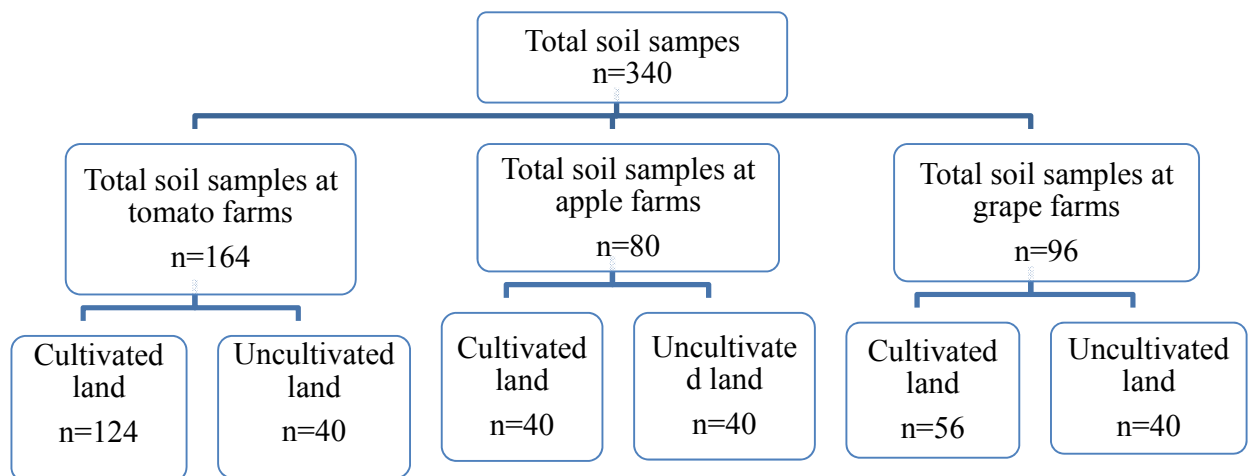 Total soil sampes
n=340
Total soil samples at
tomato farms
n=164
Total soil samples at
apple farms
n=80
Total soil samples at
grape farms
n=96
Cultivated
land
n=124
Uncultivated
land
n=40
Cultivated
land
n=40
Uncultivate
d land
n=40
Cultivated
land
n=56
Uncultivated
land
n=40